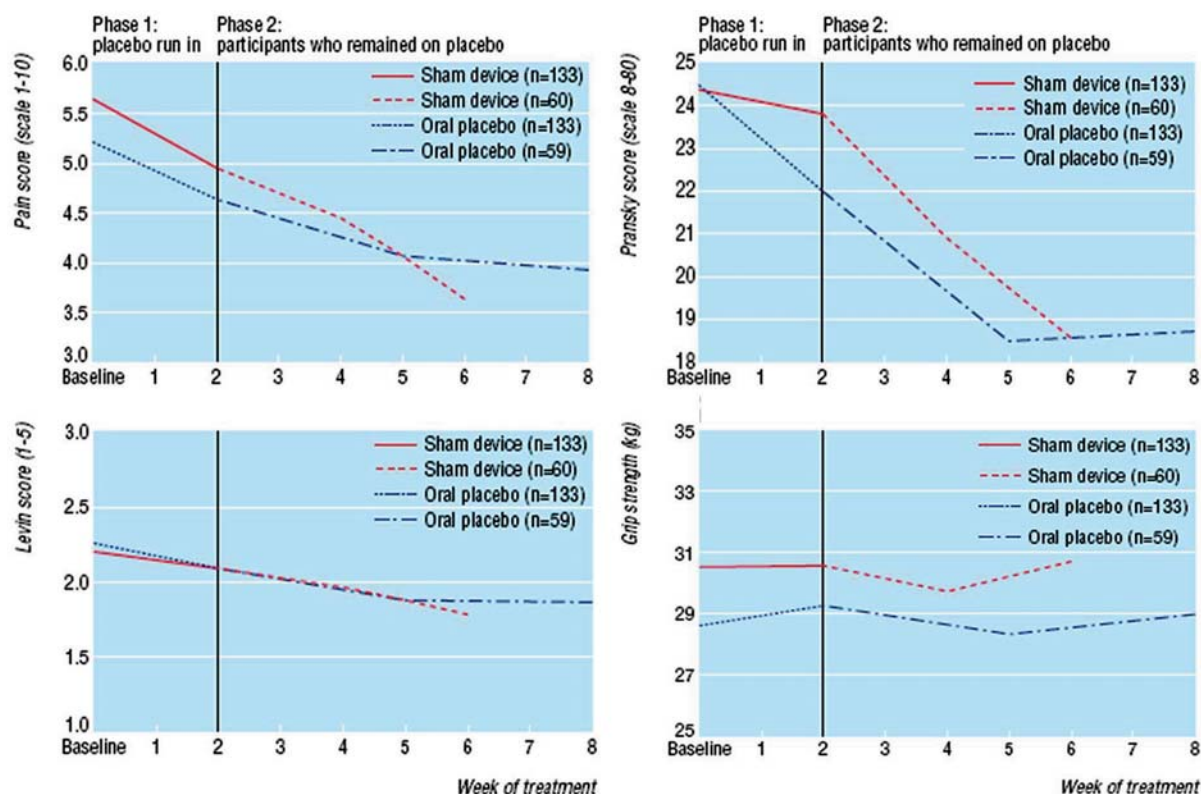 Phase 1:
placebo run in
Phase 2:
participants who remained on placebo
Pain score (scale 1-10)
6.0
5.5
5.0
4.5
4.0
3.5
3.0
Sham device (n=133)
Sham device (n=60)
Oral placebo (n=133)
Oral placebo (n=59)
Baseline 1 2 3 4 5 6 7 8
Phase 1:
placebo run in
Phase 2:
participants who remained on placebo
Pransky score (scale 8-80)
25
24
23
22
21
20
19
18
Sham device (n=133)
Sham device (n=60)
Oral placebo (n=133)
Oral placebo (n=59)
Baseline 1 2 3 4 5 6 7 8
Levin score (1-5)
3.0
2.5
2.0
1.5
1.0
Sham device (n=133)
Sham device (n=60)
Oral placebo (n=133)
Oral placebo (n=59)
Baseline 1 2 3 4 5 6 7 8
Week of treatment
Grip strength (kg)
35
33
31
29
27
25
Sham device (n=133)
Sham device (n=60)
Oral placebo (n=133)
Oral placebo (n=59)
Baseline 1 2 3 4 5 6 7 8
Week of treatment